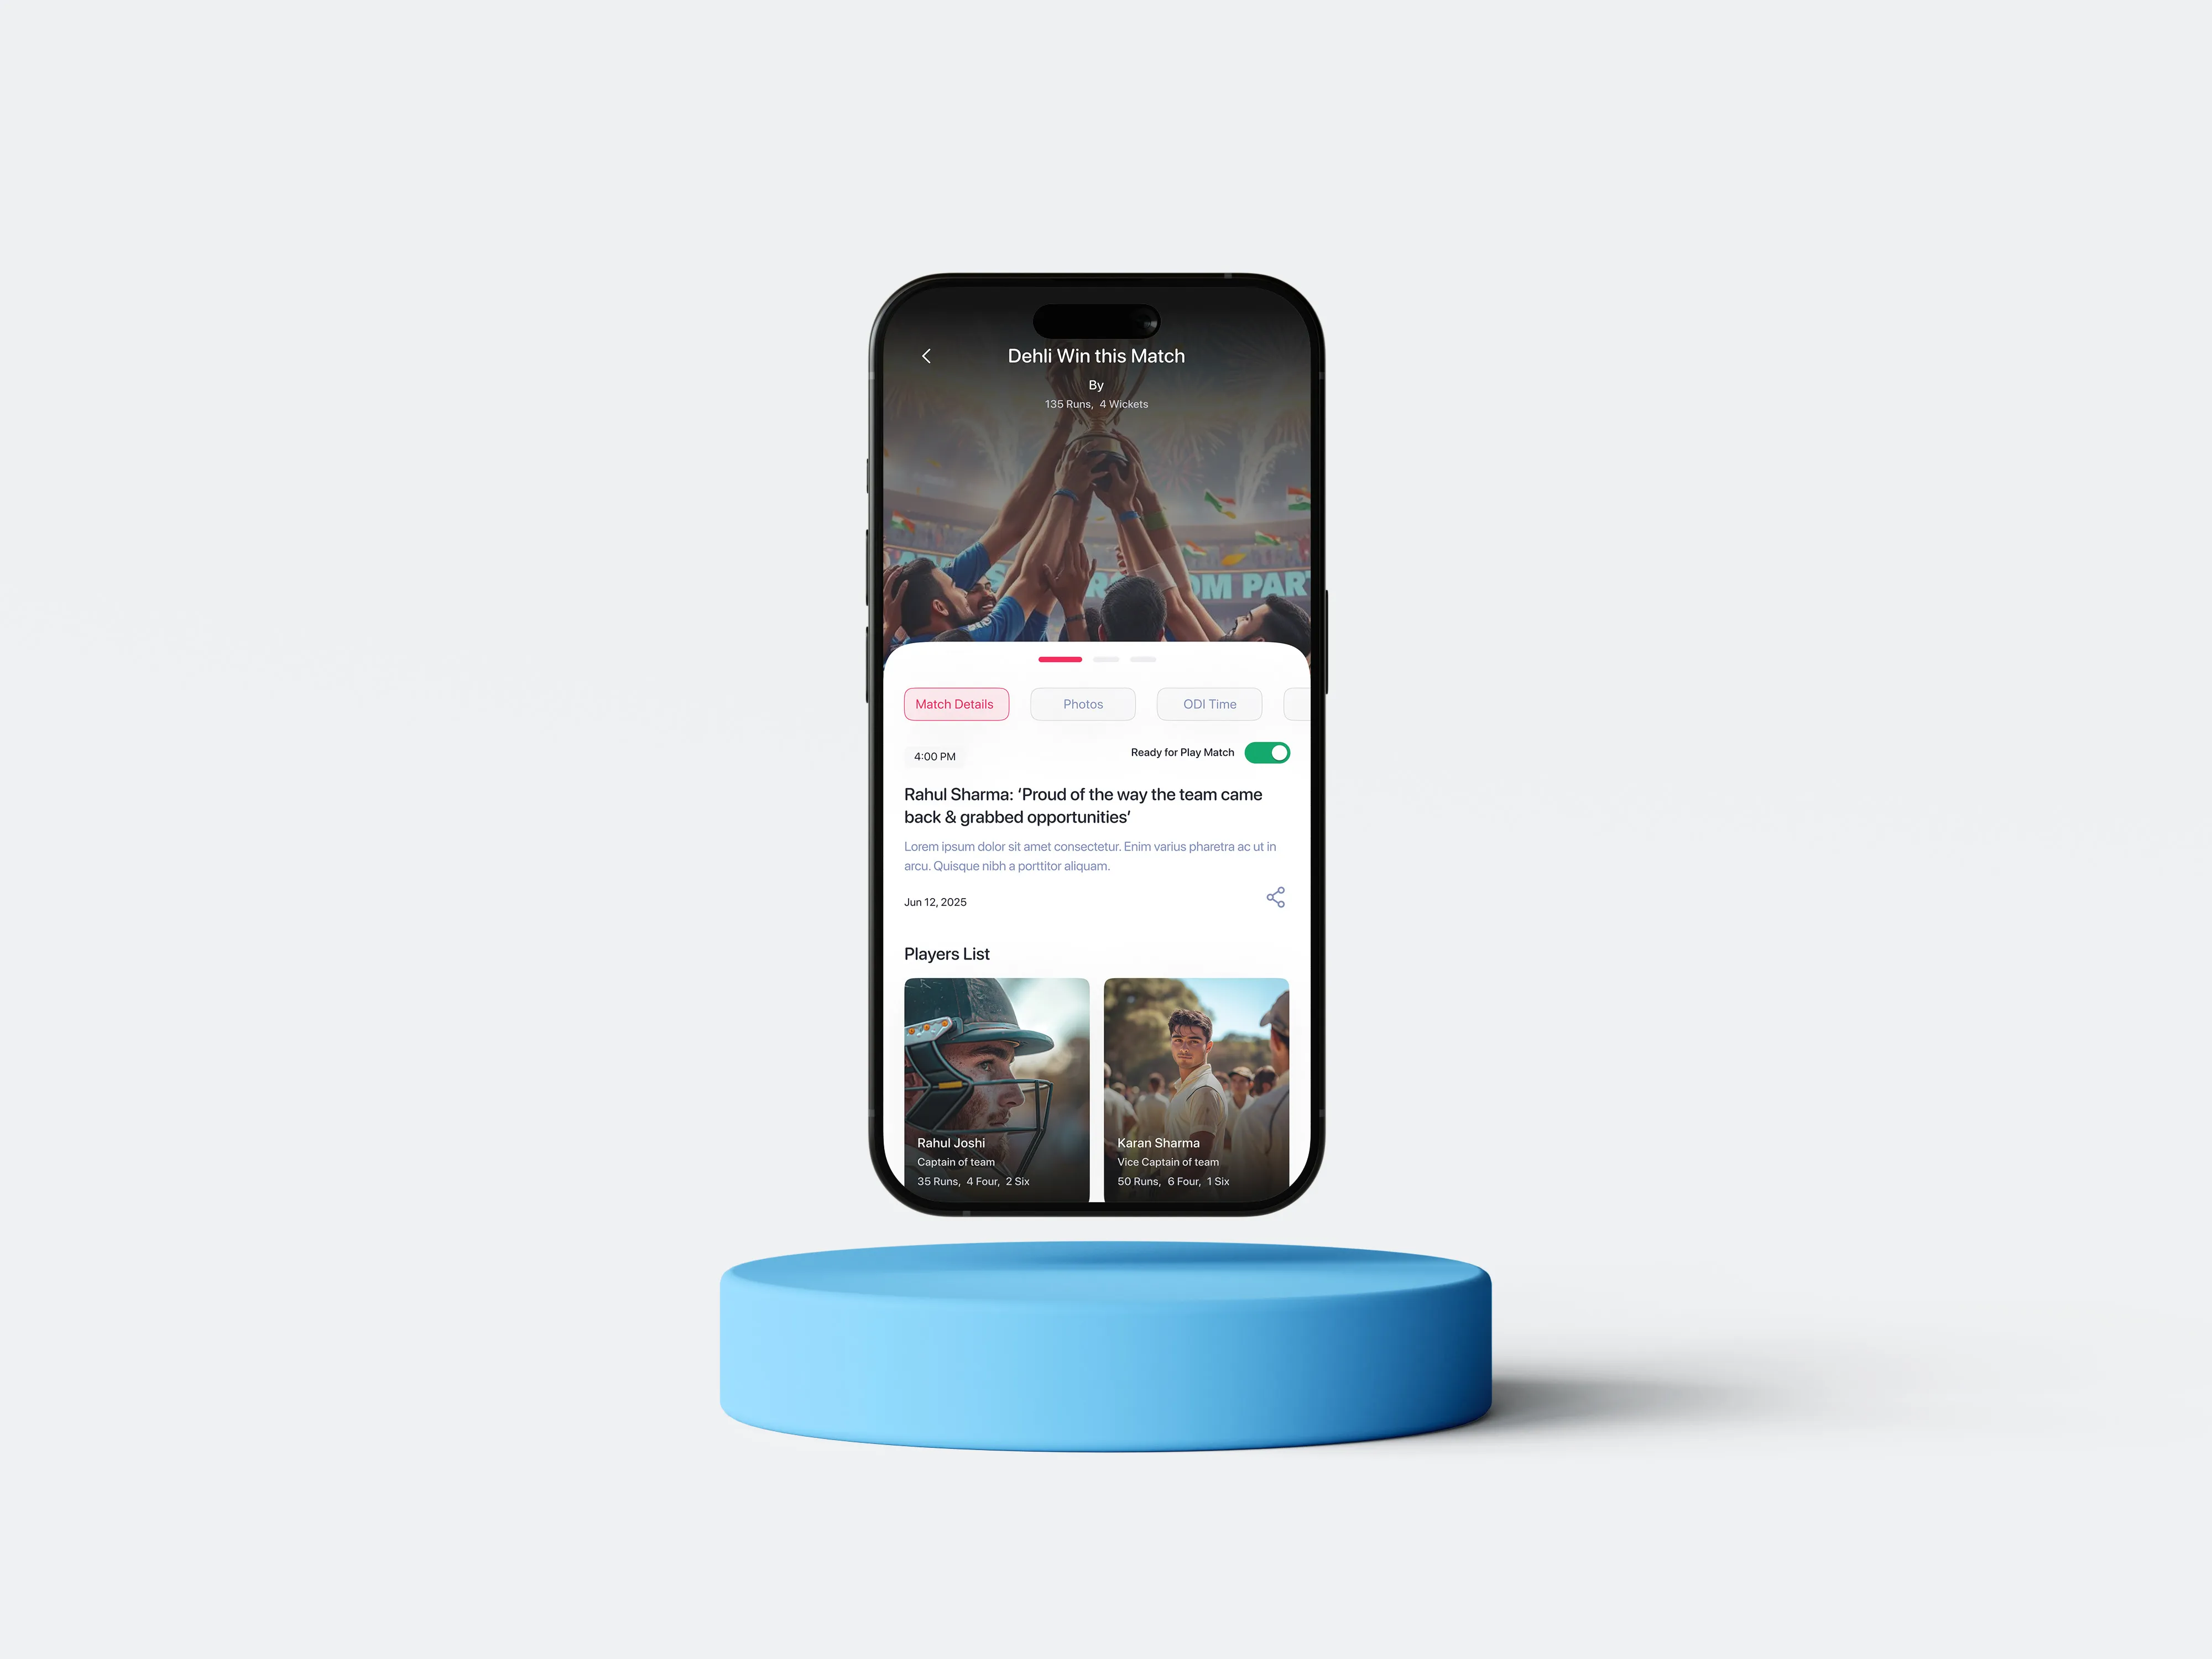 Dehli Win this Match
By
135 Runs, 4 Wickets
Match Details
Photos
ODI Time
4:00 PM
Ready for Play Match
Rahul Sharma: ‘Proud of the way the team came
back & grabbed opportunities’
Lorem ipsum dolor sit amet consectetur. Enim varius pharetra ac ut in
arcu. Quisque nibh a porttitor aliquam.
Jun 12, 2025
Players List
Rahul Joshi
Captain of team
35 Runs, 4 Four, 2 Six
Karan Sharma
Vice Captain of team
50 Runs, 6 Four, 1 Six